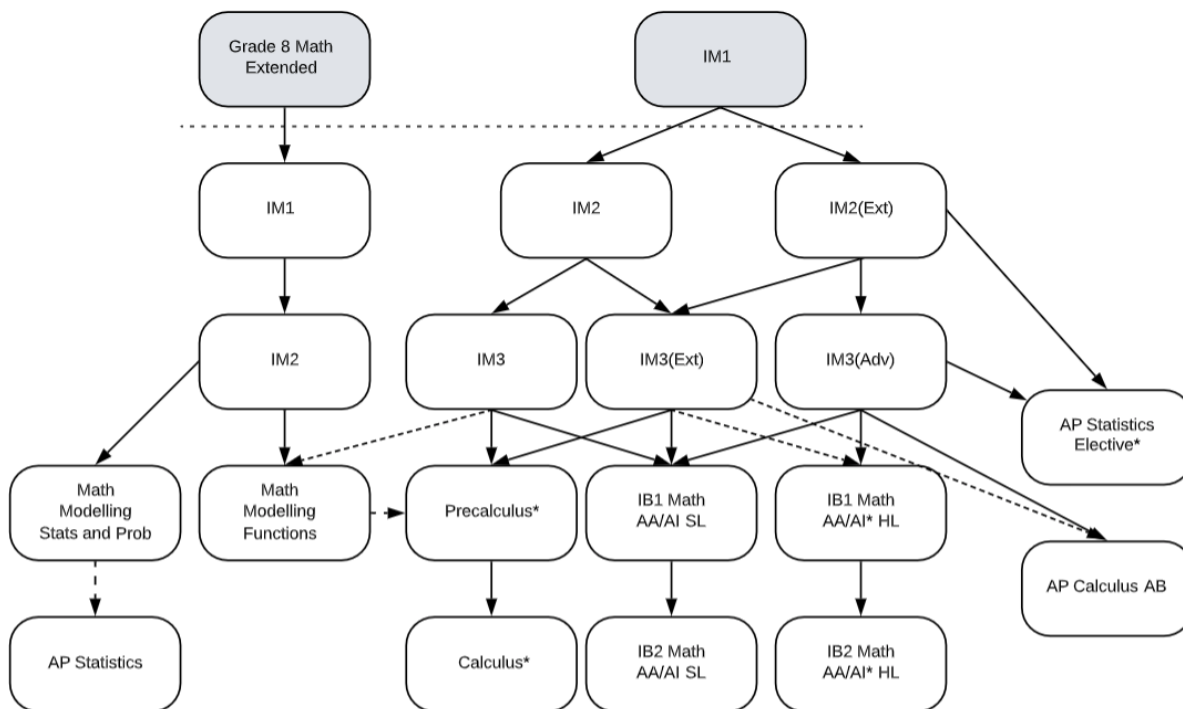 Grade 8 Math
Extended
IM1
IM1
IM2
IM2(Ext)
IM2
IM3
IM3(Ext)
IM3(Adv)
AP Statistics
Elective*
Math
Modelling
Stats and Prob
Math
Modelling
Functions
Precalculus*
IB1 Math
AA/AI SL
IB1 Math
AA/AI* HL
AP Calculus AB
AP Statistics
Calculus*
IB2 Math
AA/AI SL
IB2 Math
AA/AI* HL